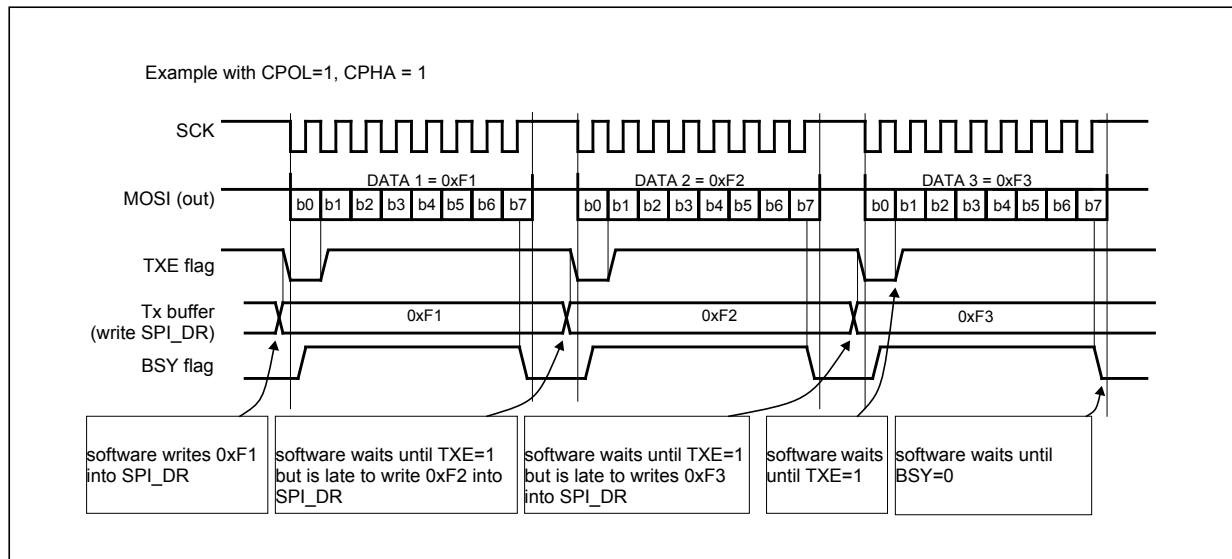 Example with CPOL=1, CPHA = 1
SCK
DATA 1 = 0xF1
DATA 2 = 0xF2
DATA 3 = 0xF3
MOSI (out)
b0 b1 b2 b3 b4 b5 b6 b7
b0 b1 b2 b3 b4 b5 b6 b7
b0 b1 b2 b3 b4 b5 b6 b7
TXE flag
Tx buffer
(write SPI_DR)
0xF1
0xF2
0xF3
BSY flag
software writes 0xF1
into SPI_DR
software waits until TXE=1
but is late to write 0xF2 into
SPI_DR
software waits until TXE=1
but is late to writes 0xF3
into SPI_DR
software waits
until TXE=1
software waits until
BSY=0